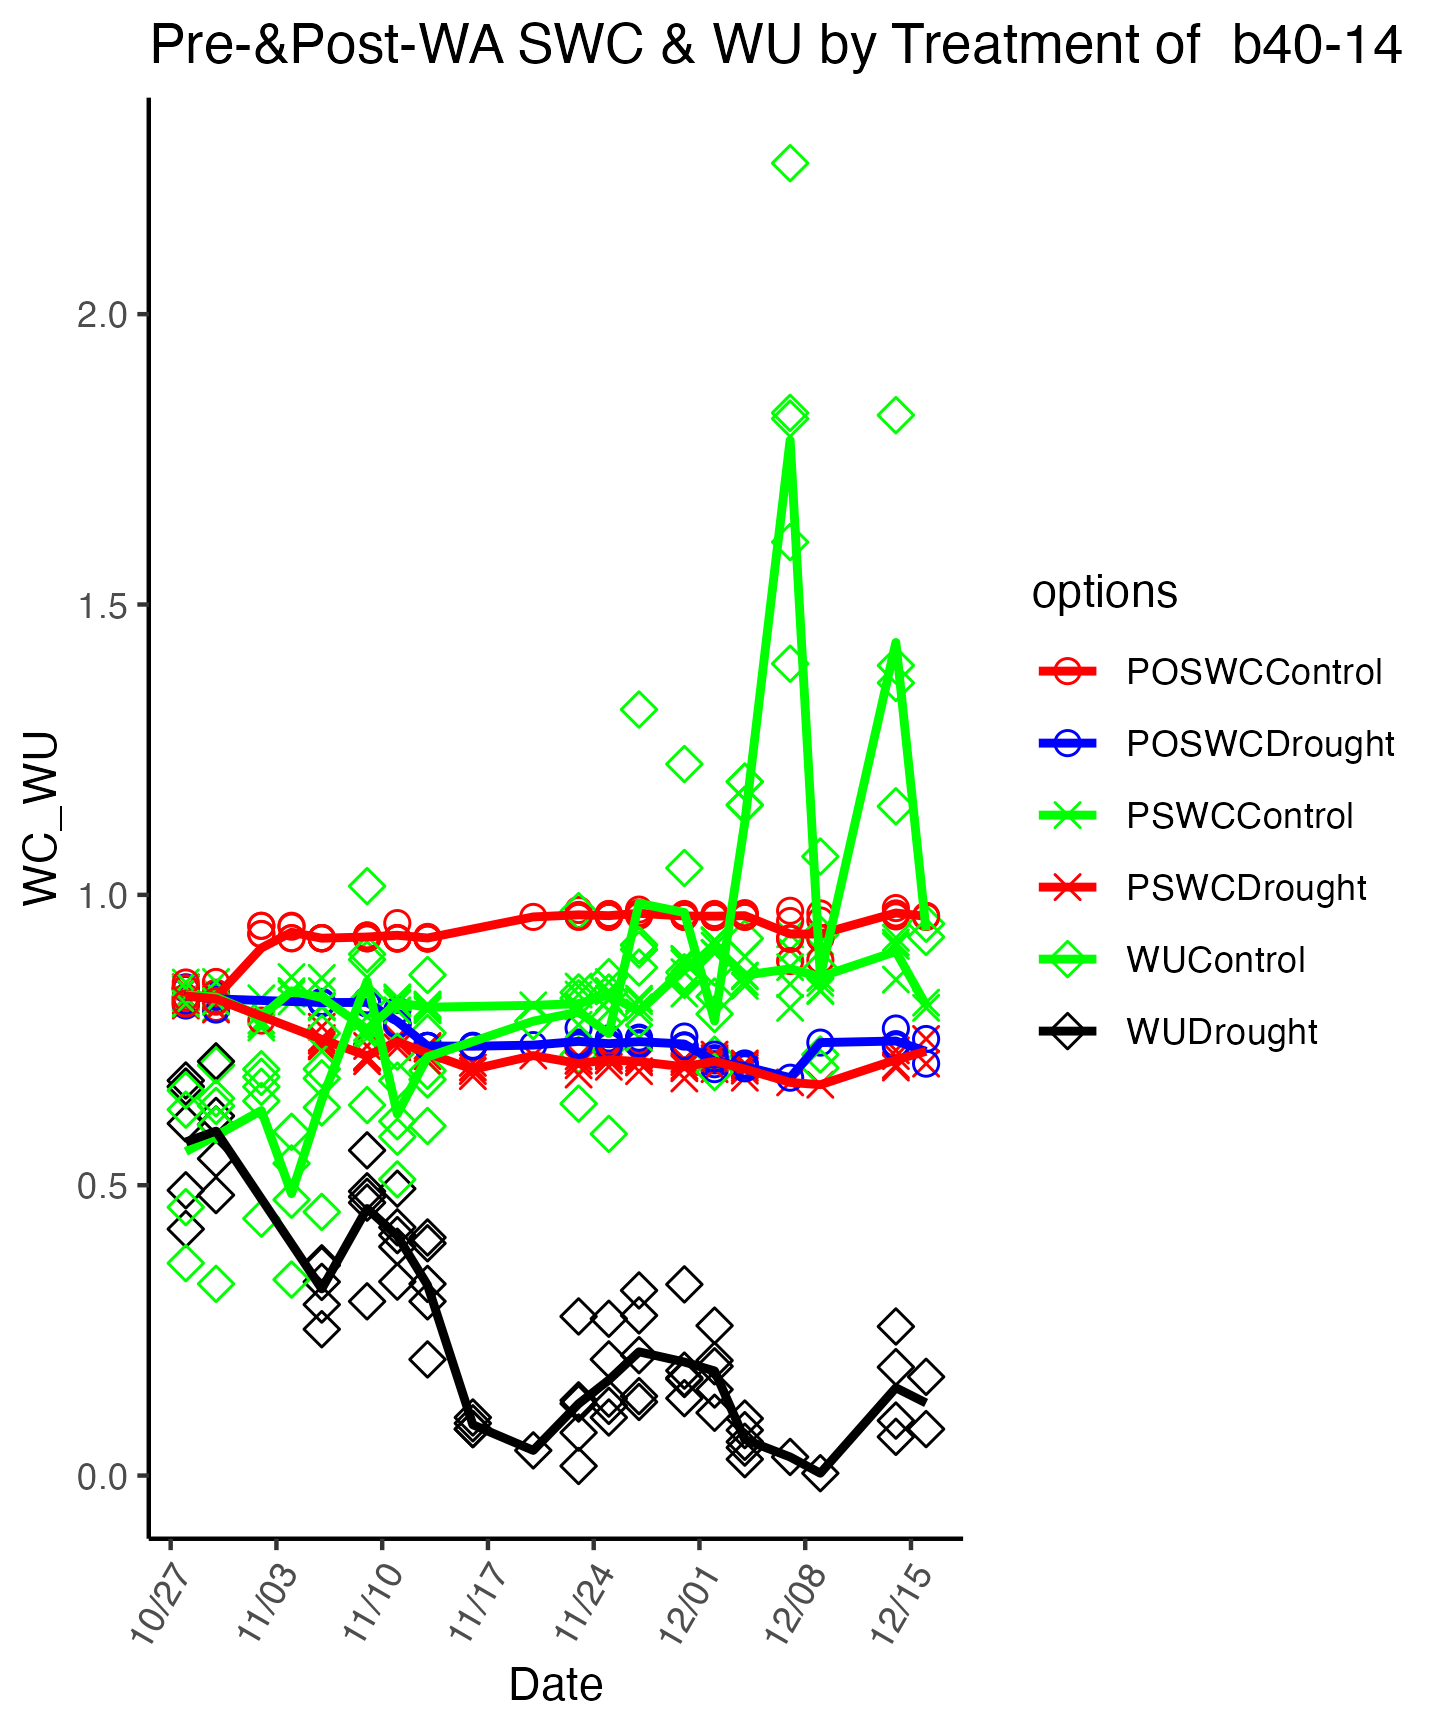 Pre-&Post-WA SWC & WU by Treatment of  b40-14
WC_WU
2.0
1.5
1.0
0.5
0.0
10/27
11/03
11/10
11/17
11/24
12/01
12/08
12/15
Date
options
POSWCControl
POSWCDrought
PSWCControl
PSWCDrought
WUControl
WUDrought